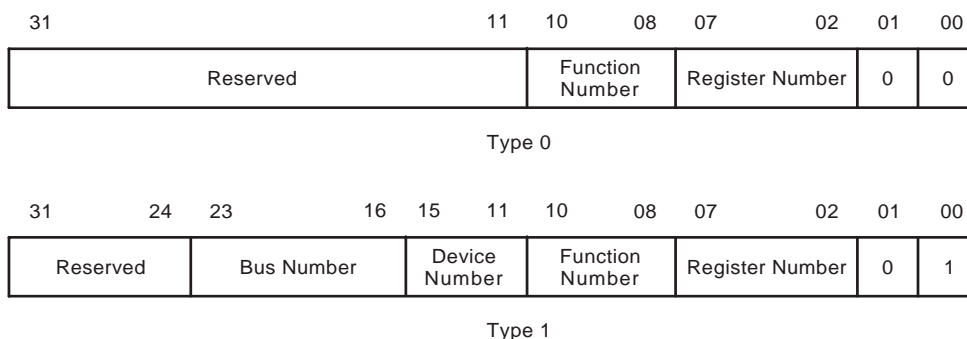 31 11 10 08 07 02 01 00
Reserved Function Number Register Number 0 0
Type 0
31 24 23 16 15 11 10 08 07 02 01 00
Reserved Bus Number Device Number Function Number Register Number 0 1
Type 1